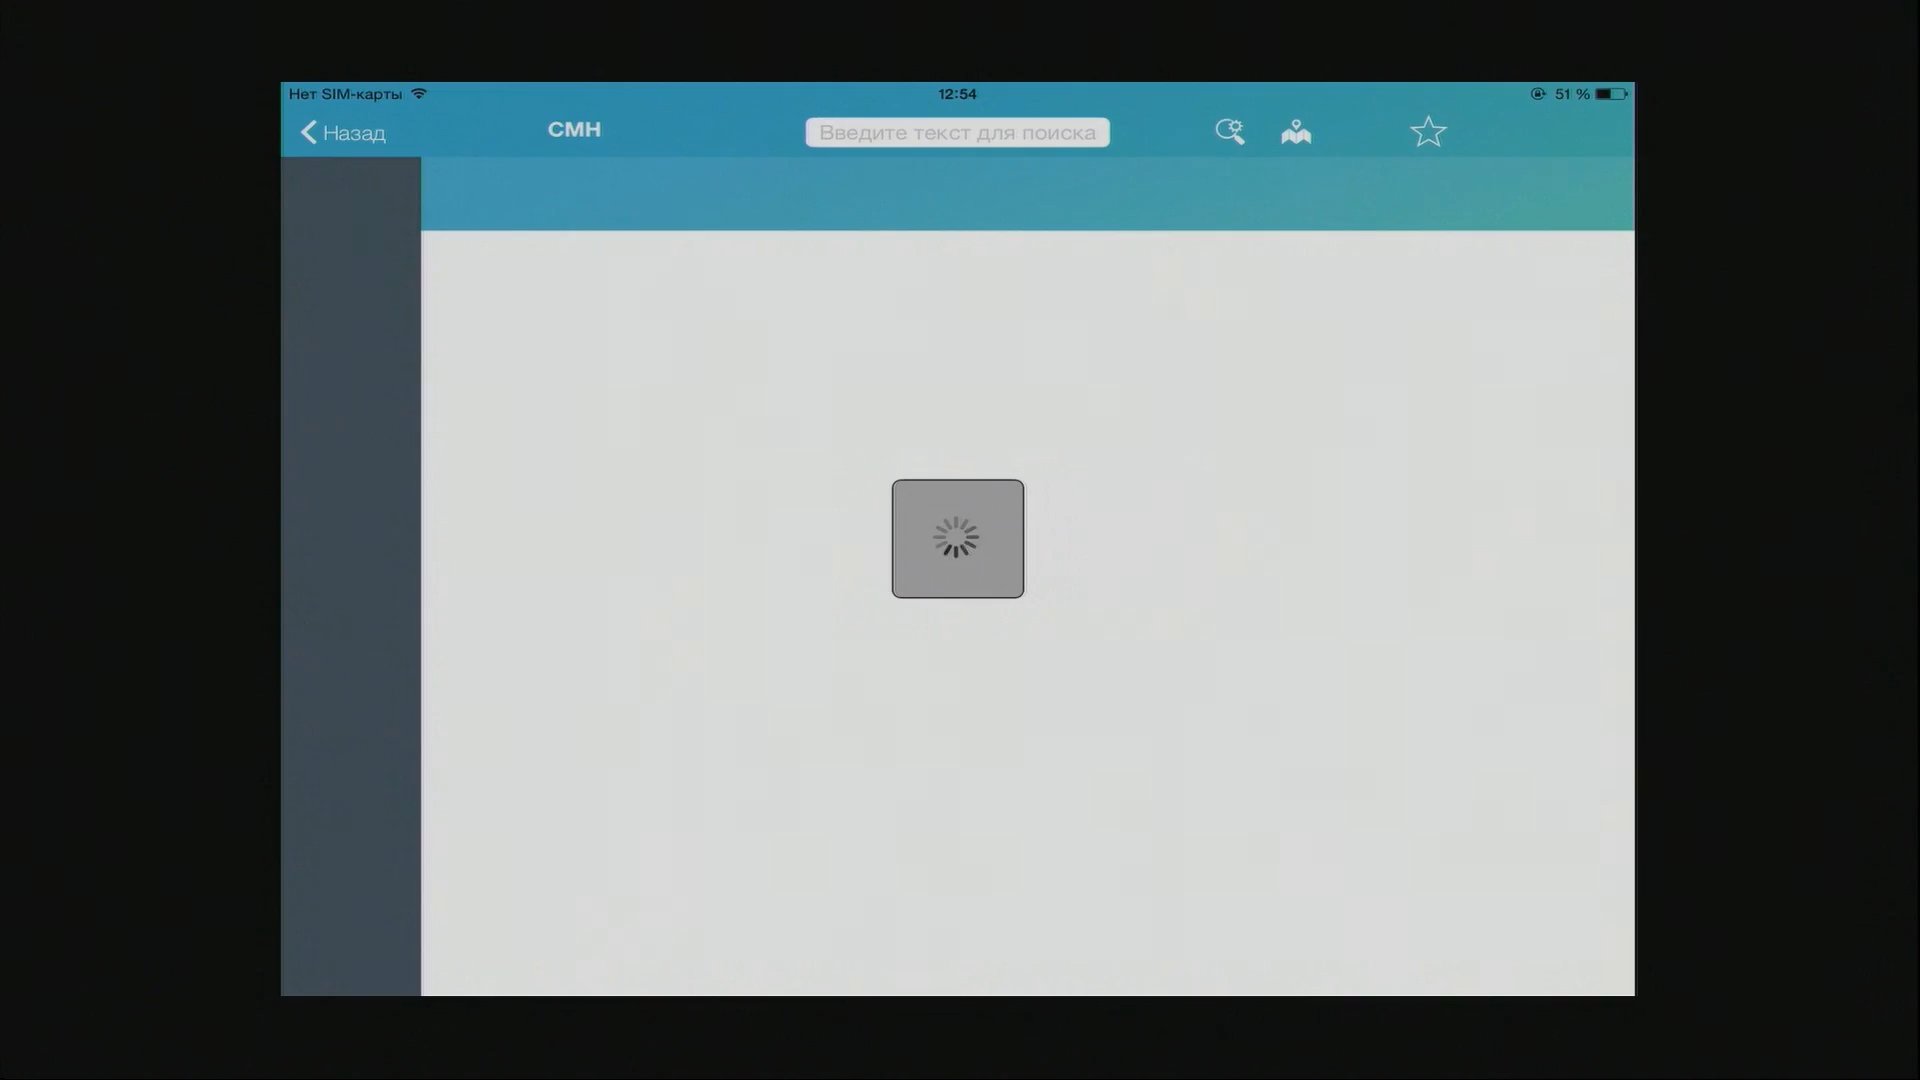 Нет SIM-карты
12:54
51 %
Назад
СМН
Введите текст для поиска